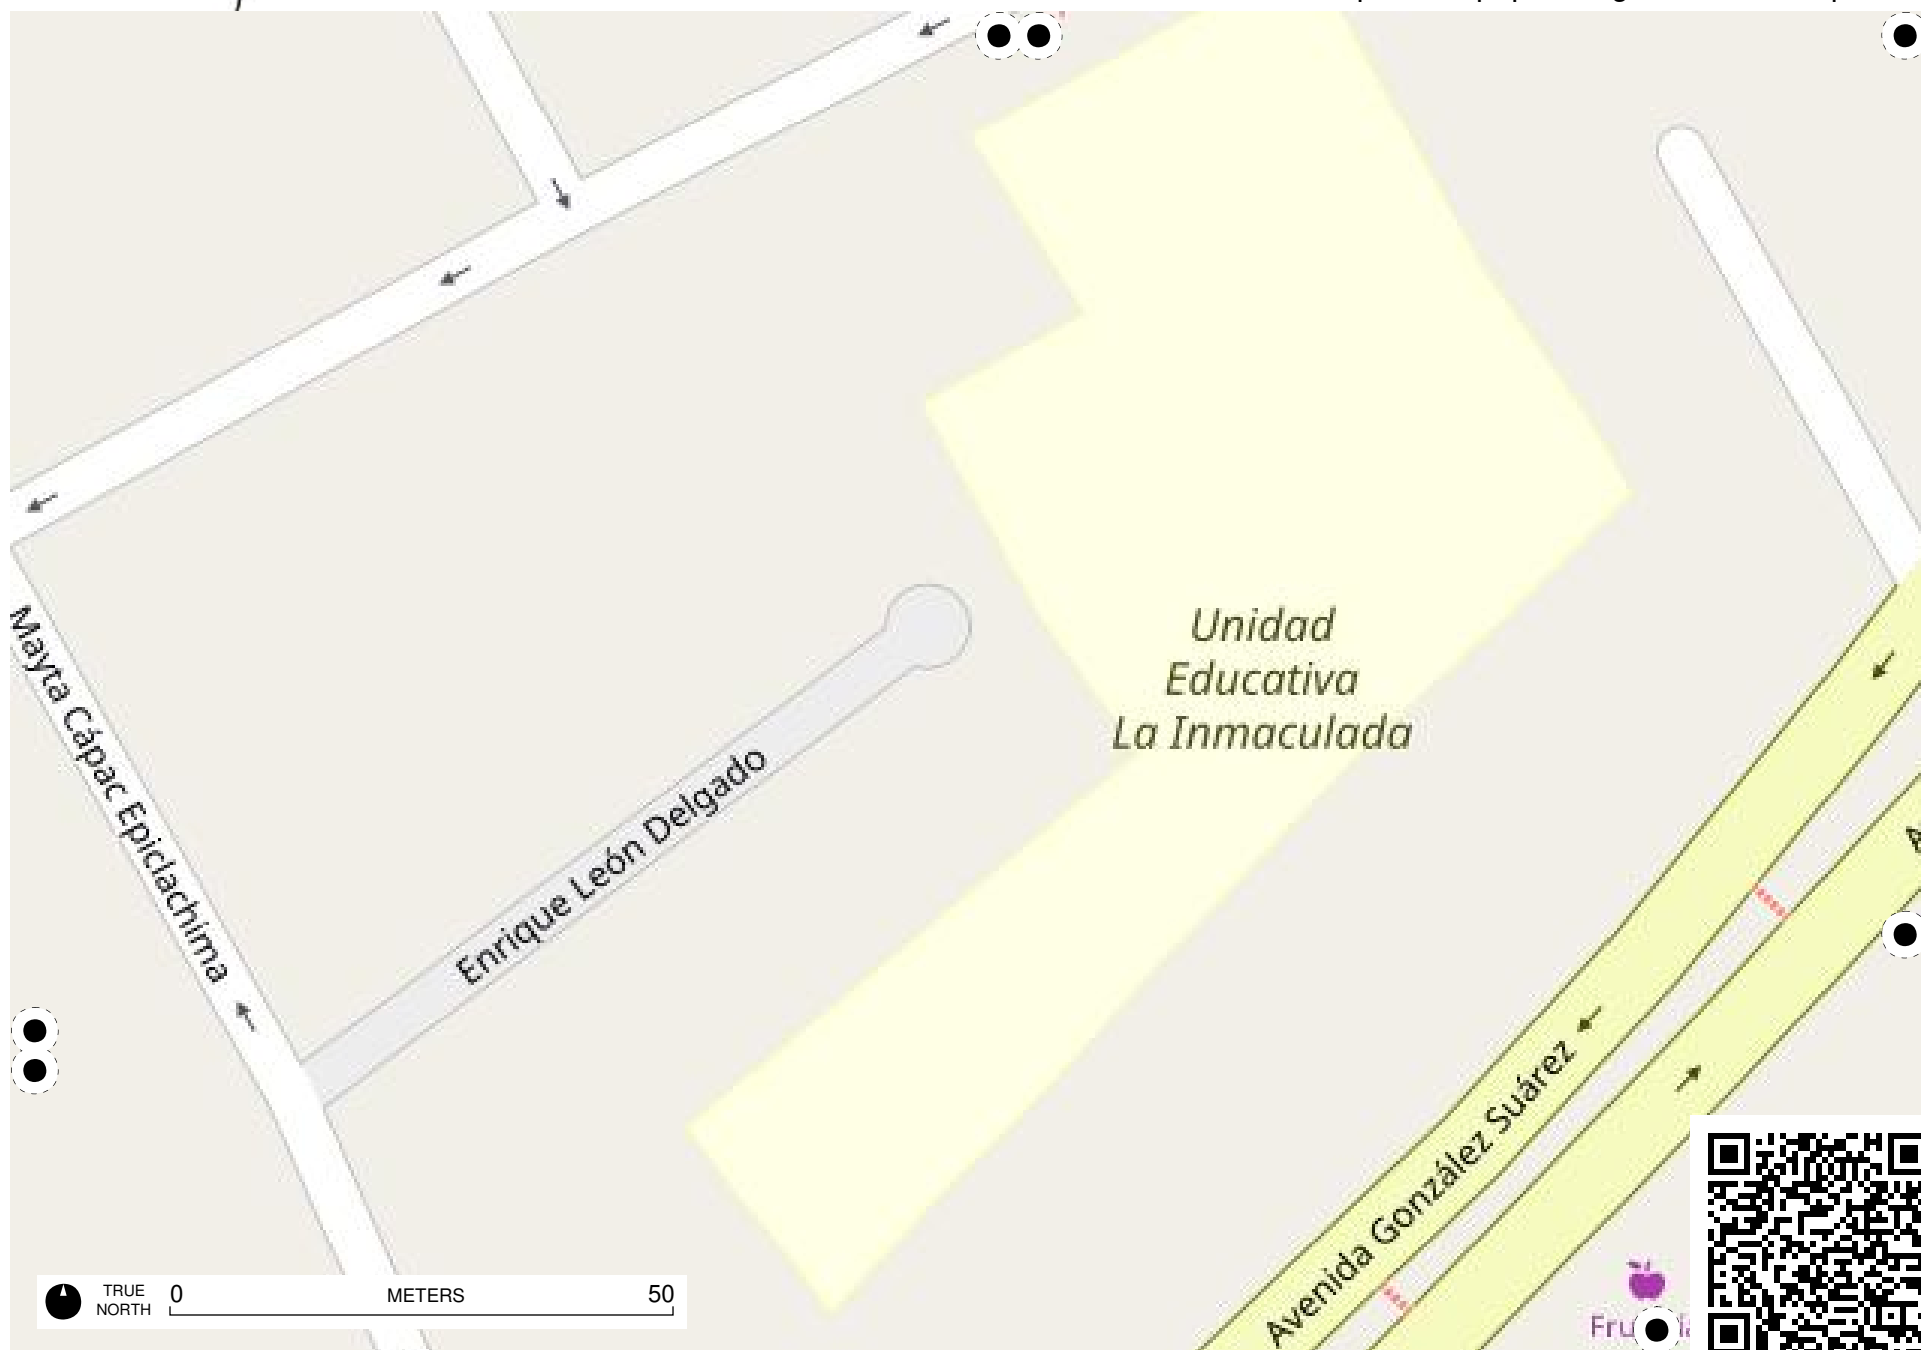 Unidad
Educativa
La Inmaculada
Mayta Cápac Epiclachima
Enrique León Delgado
Avenida González Suárez
TRUE
NORTH
0 METERS 50